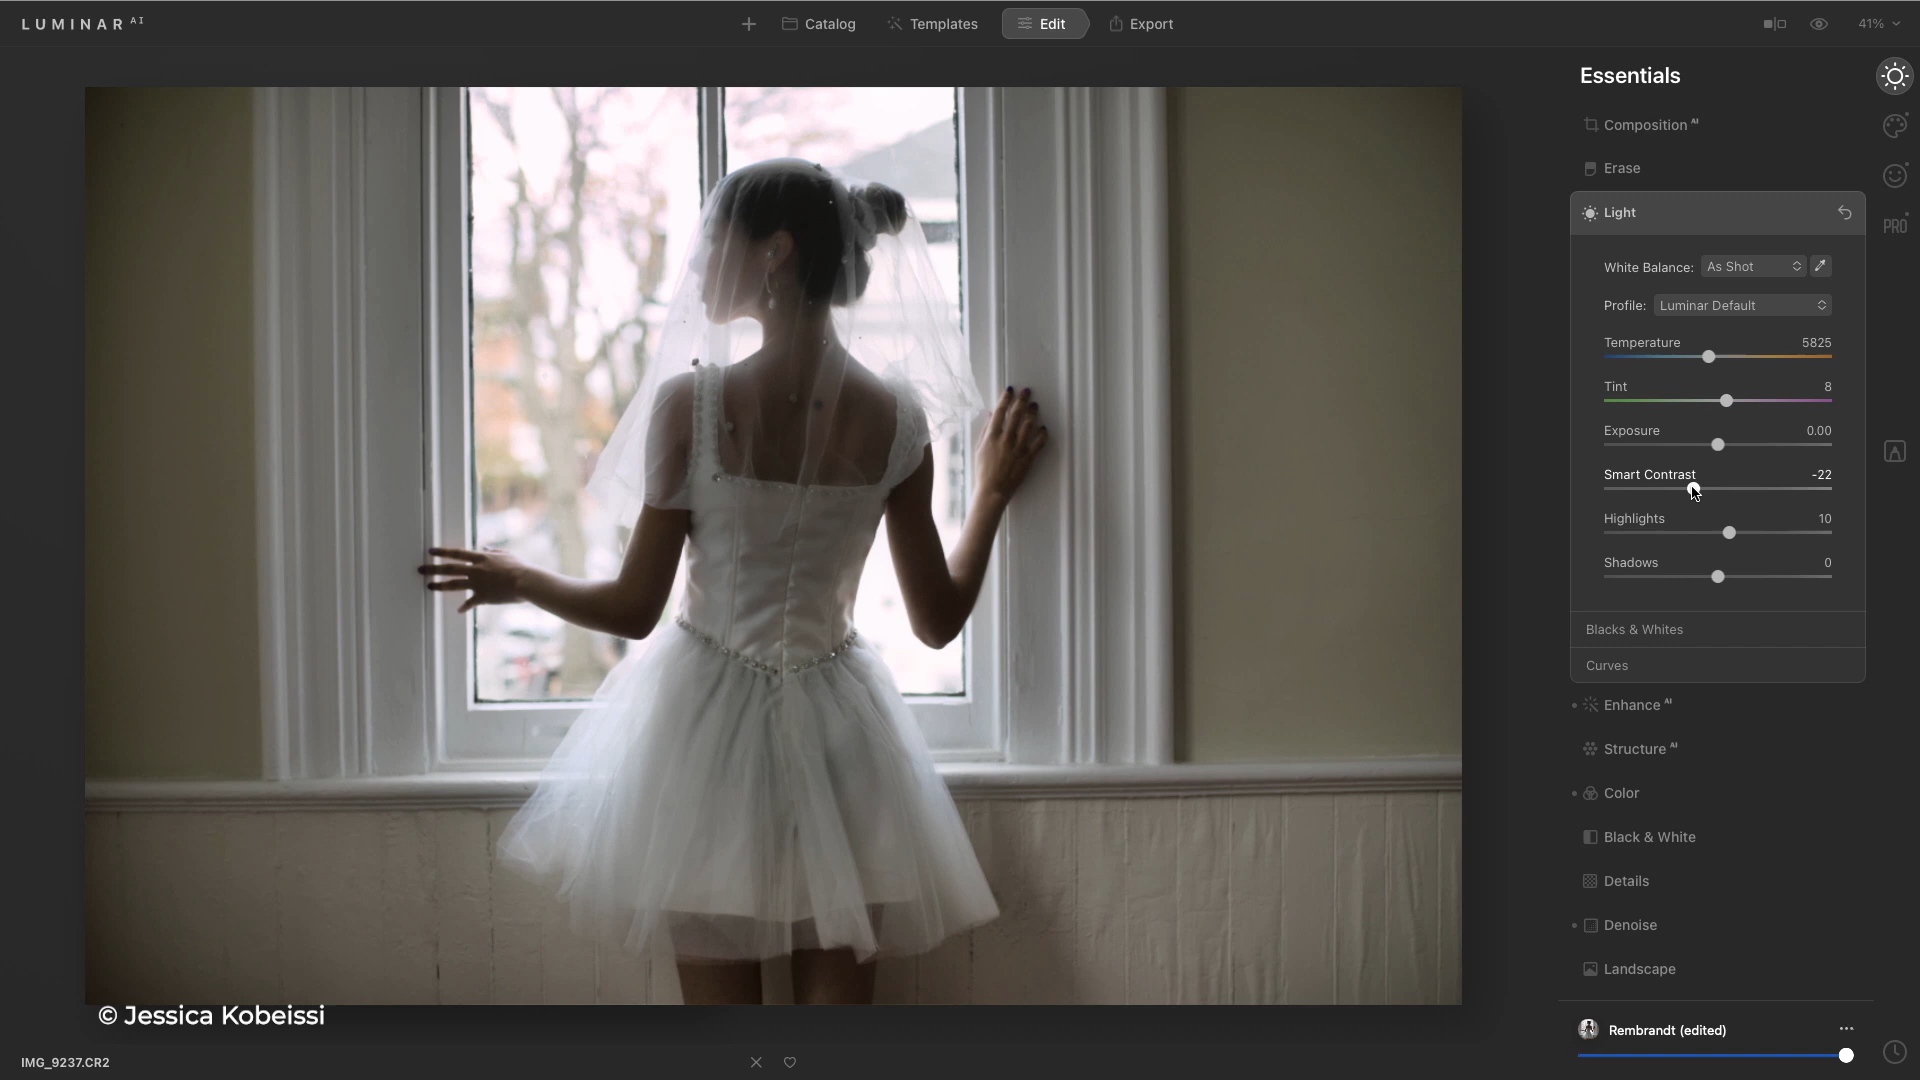 LUMINAR AI
Catalog
Templates
Edit
Export
41%
Essentials
Composition AI
Erase
Light
White Balance: As Shot
Profile: Luminar Default
Temperature 5825
Tint 8
Exposure 0.00
Smart Contrast -22
Highlights 10
Shadows 0
Blacks & Whites
Curves
Enhance AI
Structure AI
Color
Black & White
Details
Denoise
Landscape
PRO
Rembrandt (edited)
© Jessica Kobeissi
IMG_9237.CR2